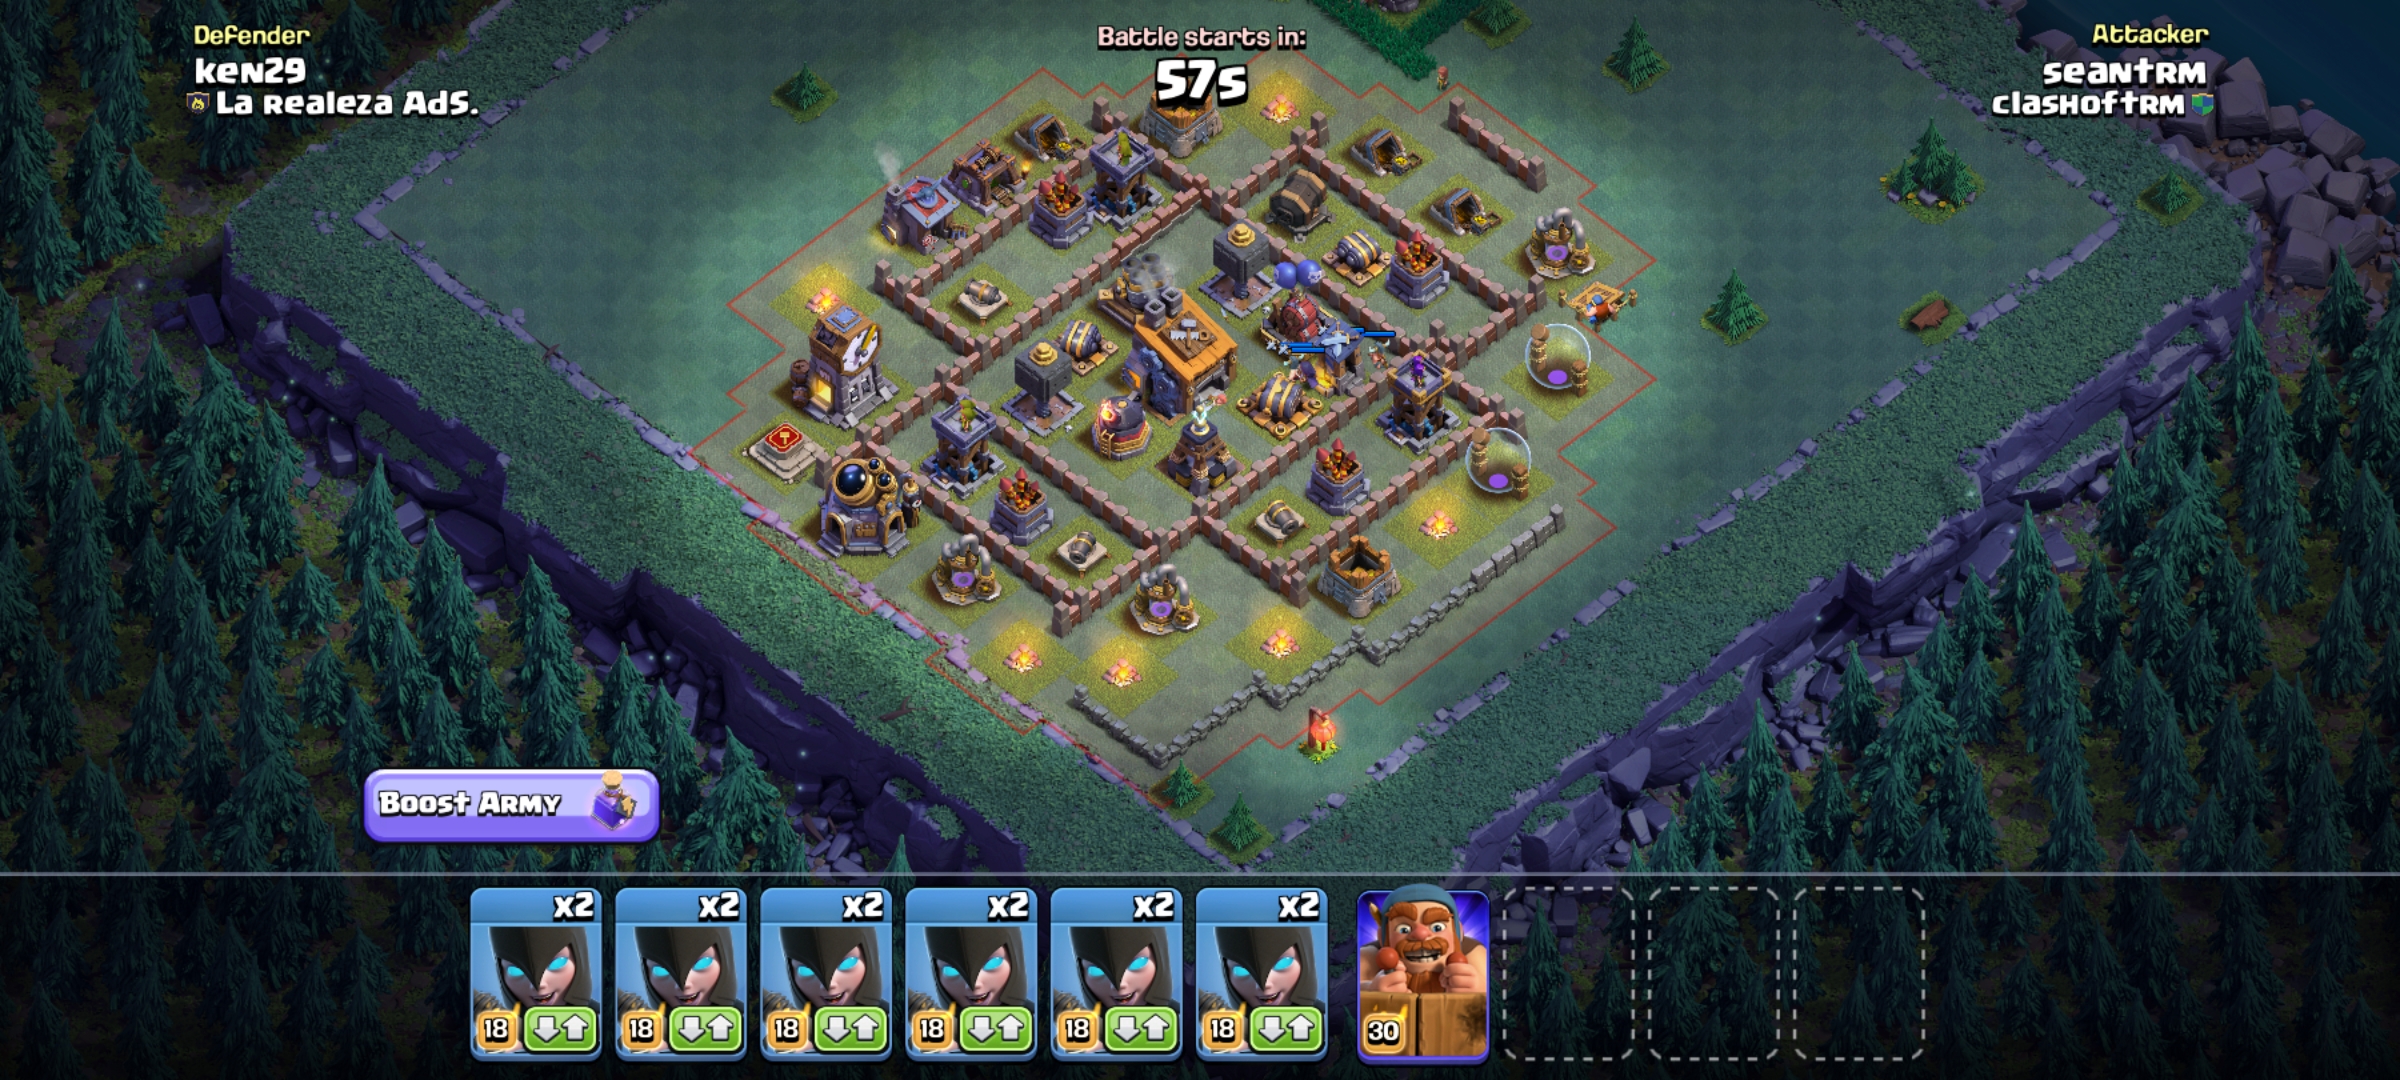 Defender
ken29
La Realeza AdS.
Battle starts in:
57s
Attacker
seantRM
clashoftRM
Boost Army
x2 x2 x2 x2 x2 x2
18 18 18 18 18 18 30